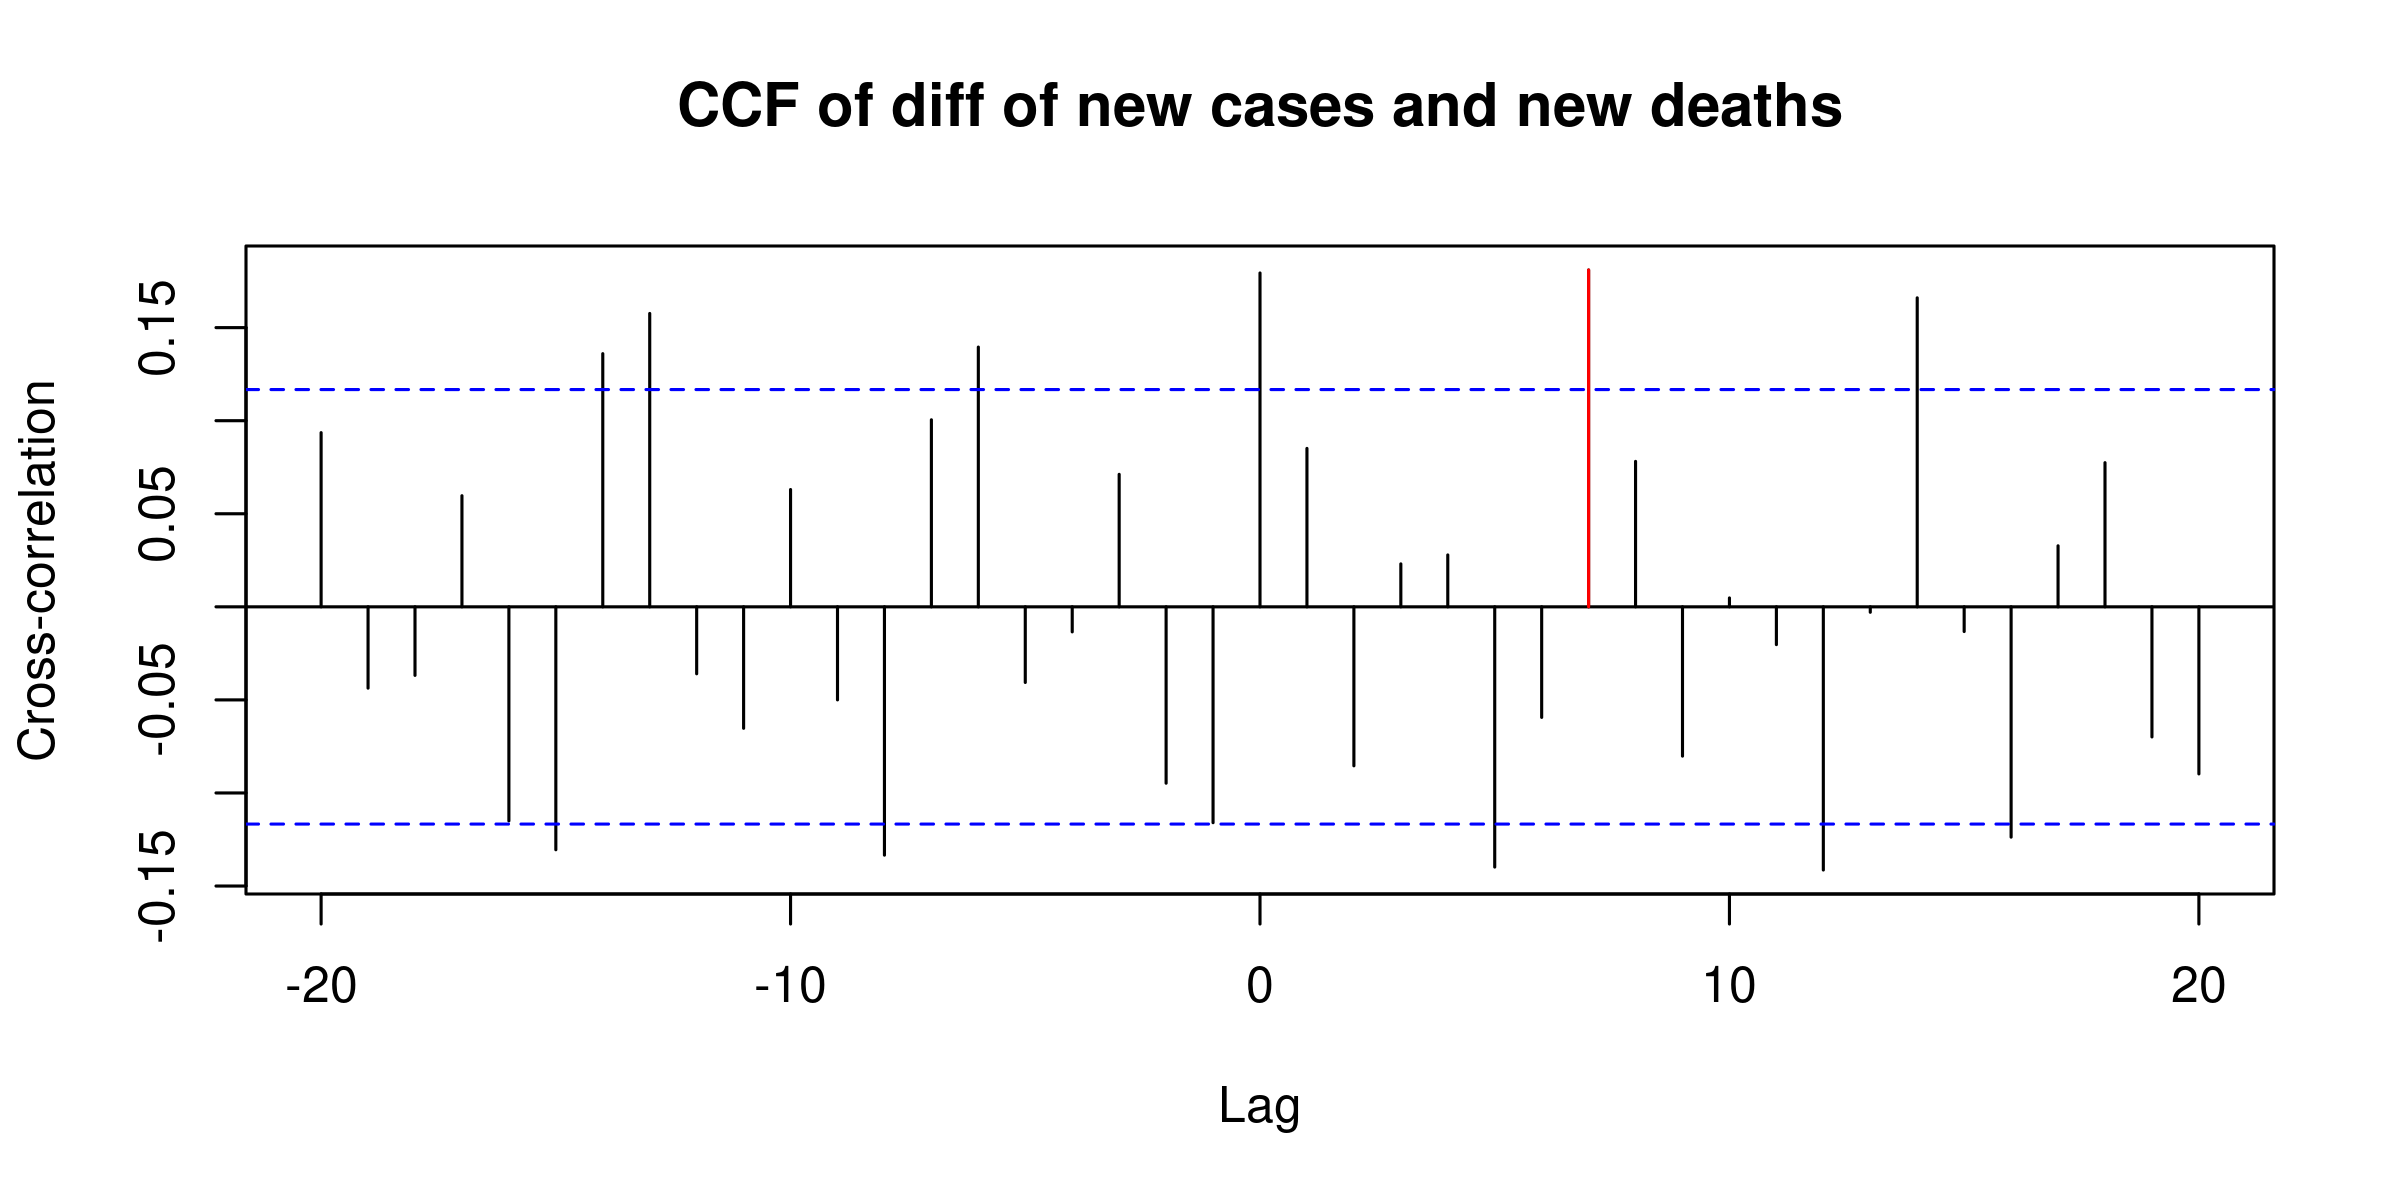 CCF of diff of new cases and new deaths
Cross-correlation
0.15
0.05
-0.05
-0.15
-20 -10 0 10 20
Lag